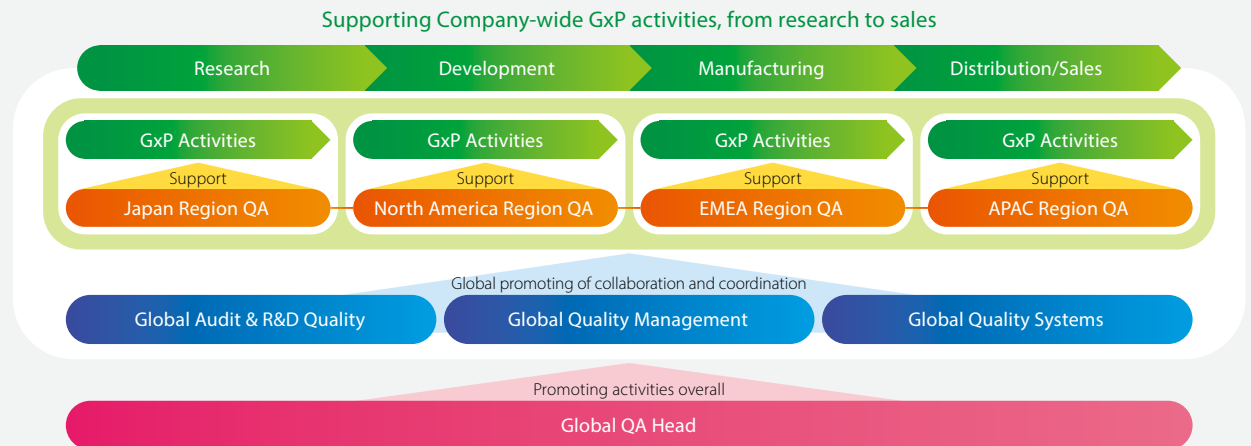 Supporting Company-wide GxP activities, from research to sales
Research
Development
Manufacturing
Distribution/Sales
GxP Activities
GxP Activities
GxP Activities
GxP Activities
Support
Support
Support
Support
Japan Region QA
North America Region QA
EMEA Region QA
APAC Region QA
Global promoting of collaboration and coordination
Global Audit & R&D Quality
Global Quality Management
Global Quality Systems
Promoting activities overall
Global QA Head